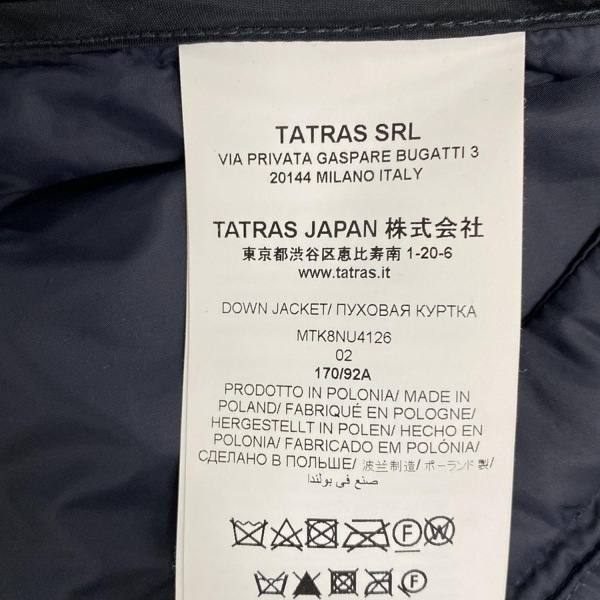 TATRAS SRL
VIA PRIVATA GASPARE BUGATTI 3
20144 MILANO ITALY
TATRAS JAPAN 株式会社
東京都渋谷区恵比寿南 1-20-6
www.tatras.it
DOWN JACKET/ ПУХОВАЯ КУРТКА
MTK8NU4126
02
170/92A
PRODOTTO IN POLONIA/ MADE IN
POLAND/ FABRIQUÉ EN POLOGNE/
HERGESTELLT IN POLEN/ HECHO EN
POLONIA/ FABRICADO EM POLÓNIA/
СДЕЛАНО В ПОЛЬШЕ/ 波兰制造/ ポーランド製/
صنع في بولندا
F W
F